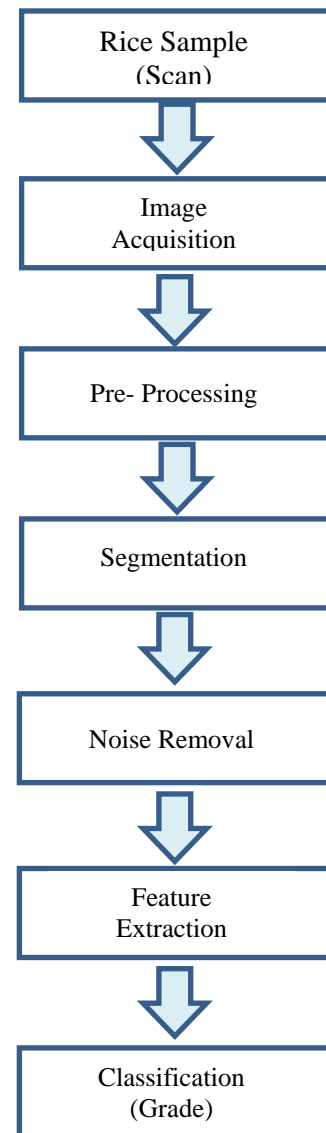 Rice Sample
(Scan)
Image
Acquisition
Pre- Processing
Segmentation
Noise Removal
Feature
Extraction
Classification
(Grade)